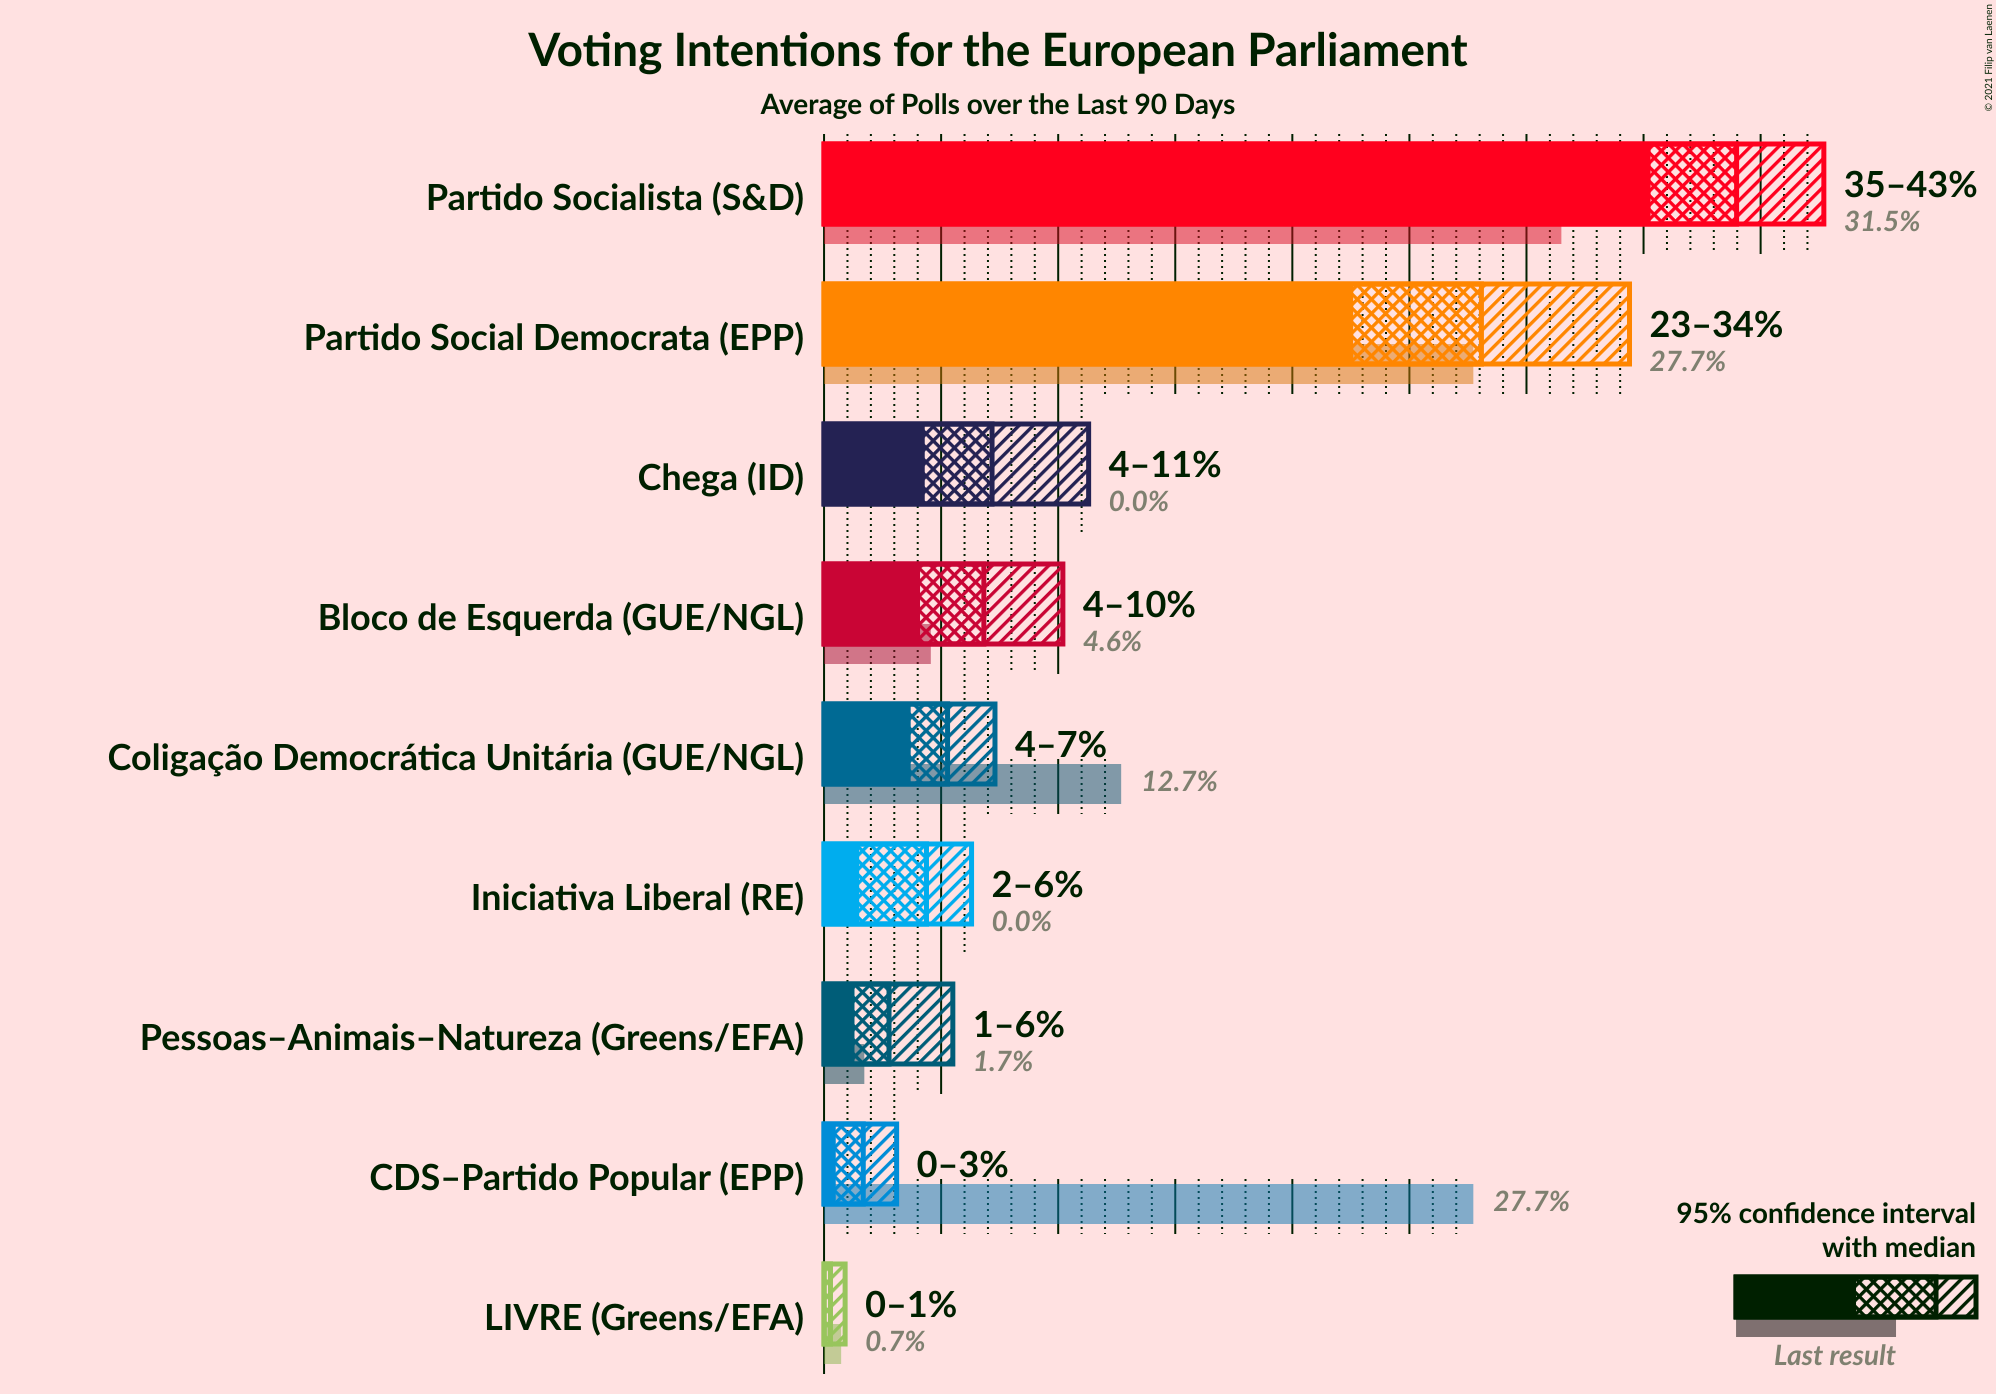 © 2021 Filip van Laenen
Voting Intentions for the European Parliament
Average of Polls over the Last 90 Days
Partido Socialista (S&D)
35–43%
31.5%
Partido Social Democrata (EPP)
23–34%
27.7%
Chega (ID)
4–11%
0.0%
Bloco de Esquerda (GUE/NGL)
4–10%
4.6%
Coligação Democrática Unitária (GUE/NGL)
4–7%
12.7%
Iniciativa Liberal (RE)
2–6%
0.0%
Pessoas–Animais–Natureza (Greens/EFA)
1–6%
1.7%
CDS–Partido Popular (EPP)
0–3%
27.7%
LIVRE (Greens/EFA)
0–1%
0.7%
95% confidence interval
with median
Last result